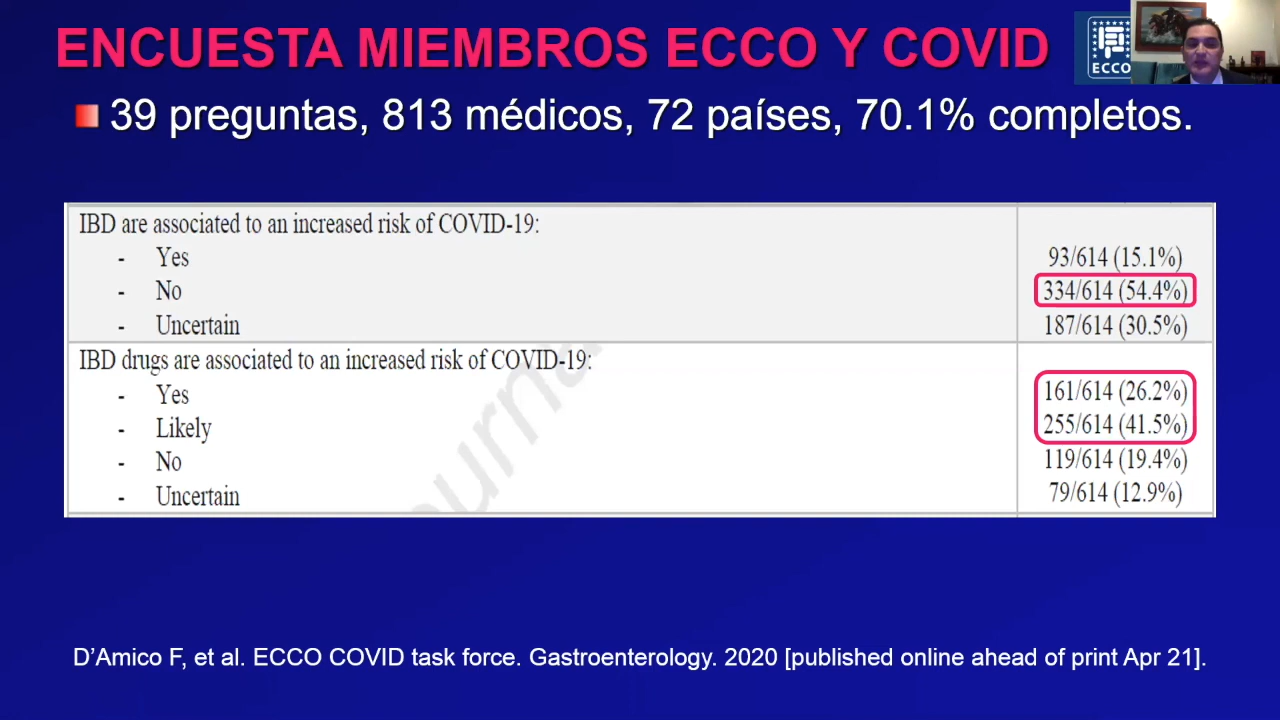 ENCUESTA MIEMBROS ECCO Y COVID
ECCO
39 preguntas, 813 médicos, 72 países, 70.1% completos.
IBD are associated to an increased risk of COVID-19:
- Yes 93/614 (15.1%)
- No 334/614 (54.4%)
- Uncertain 187/614 (30.5%)
IBD drugs are associated to an increased risk of COVID-19:
- Yes 161/614 (26.2%)
- Likely 255/614 (41.5%)
- No 119/614 (19.4%)
- Uncertain 79/614 (12.9%)
D'Amico F, et al. ECCO COVID task force. Gastroenterology. 2020 [published online ahead of print Apr 21].